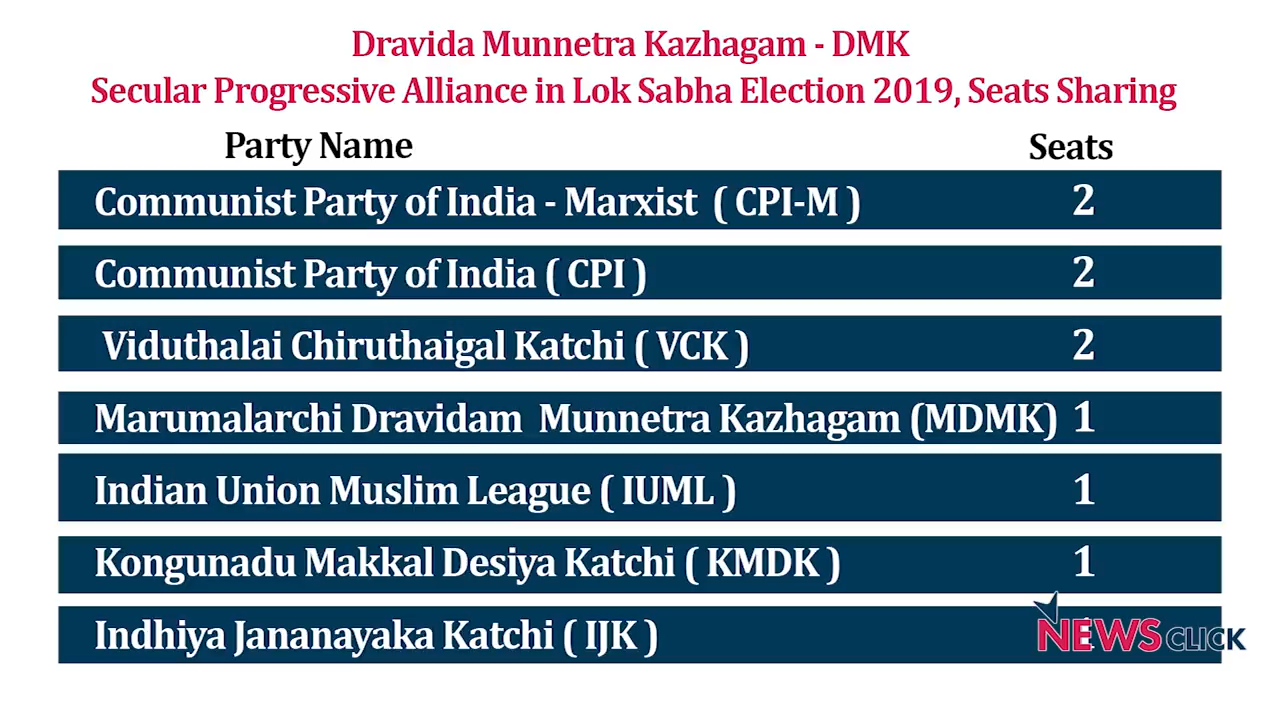 Dravida Munnetra Kazhagam - DMK
Secular Progressive Alliance in Lok Sabha Election 2019, Seats Sharing
Party Name Seats
Communist Party of India - Marxist ( CPI-M ) 2
Communist Party of India ( CPI ) 2
Viduthalai Chiruthaigal Katchi ( VCK ) 2
Marumalarchi Dravidam Munnetra Kazhagam (MDMK) 1
Indian Union Muslim League ( IUML ) 1
Kongunadu Makkal Desiya Katchi ( KMDK ) 1
Indhiya Jananayaka Katchi ( IJK )
NEWSCLICK